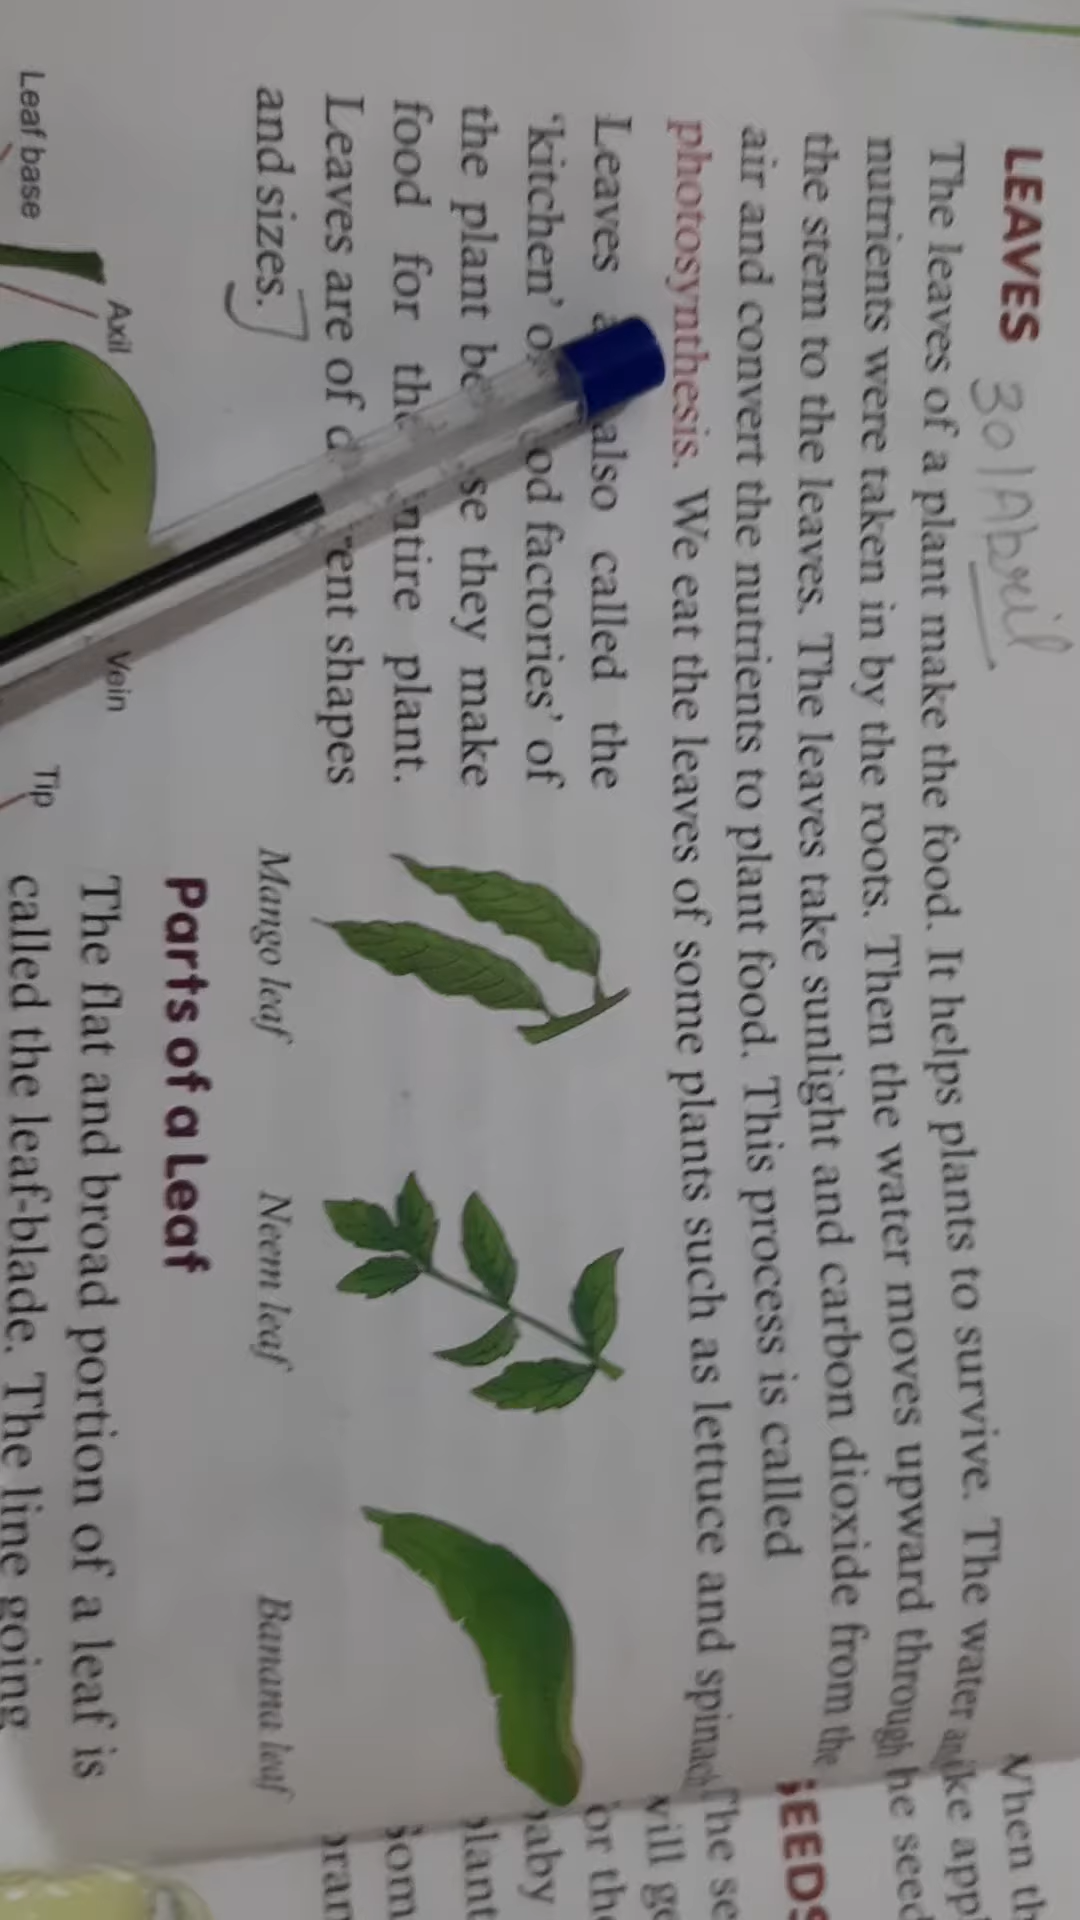 LEAVES 30/April
The leaves of a plant make the food. It helps plants to survive. The water and
nutrients were taken in by the roots. Then the water moves upward through
the stem to the leaves. The leaves take sunlight and carbon dioxide from the
air and convert the nutrients to plant food. This process is called
photosynthesis. We eat the leaves of some plants such as lettuce and spinach
Leaves also called the
'kitchen' factories' of
the plant they make
food for plant.
Leaves are of shapes
and sizes.
Mango leaf
Neem leaf
Banana leaf
Parts of a Leaf
The flat and broad portion of a leaf is
called the leaf-blade. The line going
Leaf base
Axil
Vein
Tip
SEEDS
he seed
will